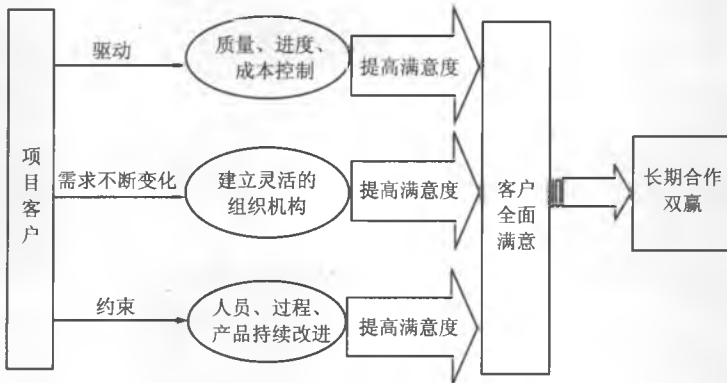 项目客户
驱动
质量、进度、
成本控制
提高满意度
需求不断变化
建立灵活的
组织机构
提高满意度
约束
人员、过程、
产品持续改进
提高满意度
客户
全面
满意
长期合作
双赢